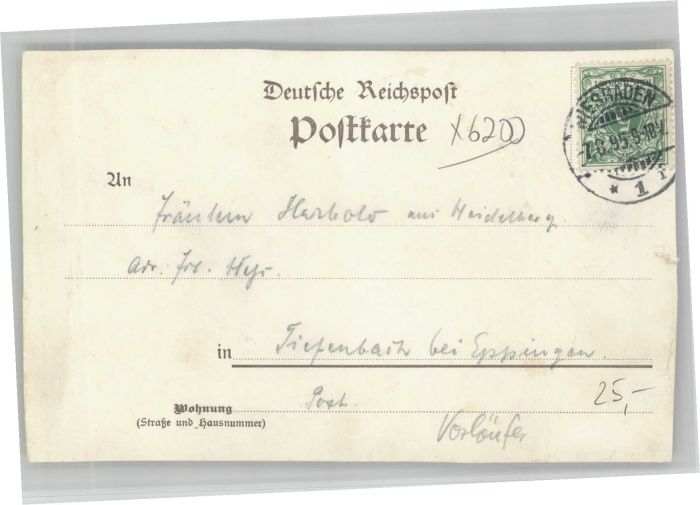 Deutsche Reichspost
Postkarte
X6200
WIESBADEN
1
An
Fräulein Harbold aus Heidelberg.
Adr. Frl.
in Tiefenbach bei Eppingen.
Post.
25,-
Wohnung
(Straße und Hausnummer)
Vorläufer